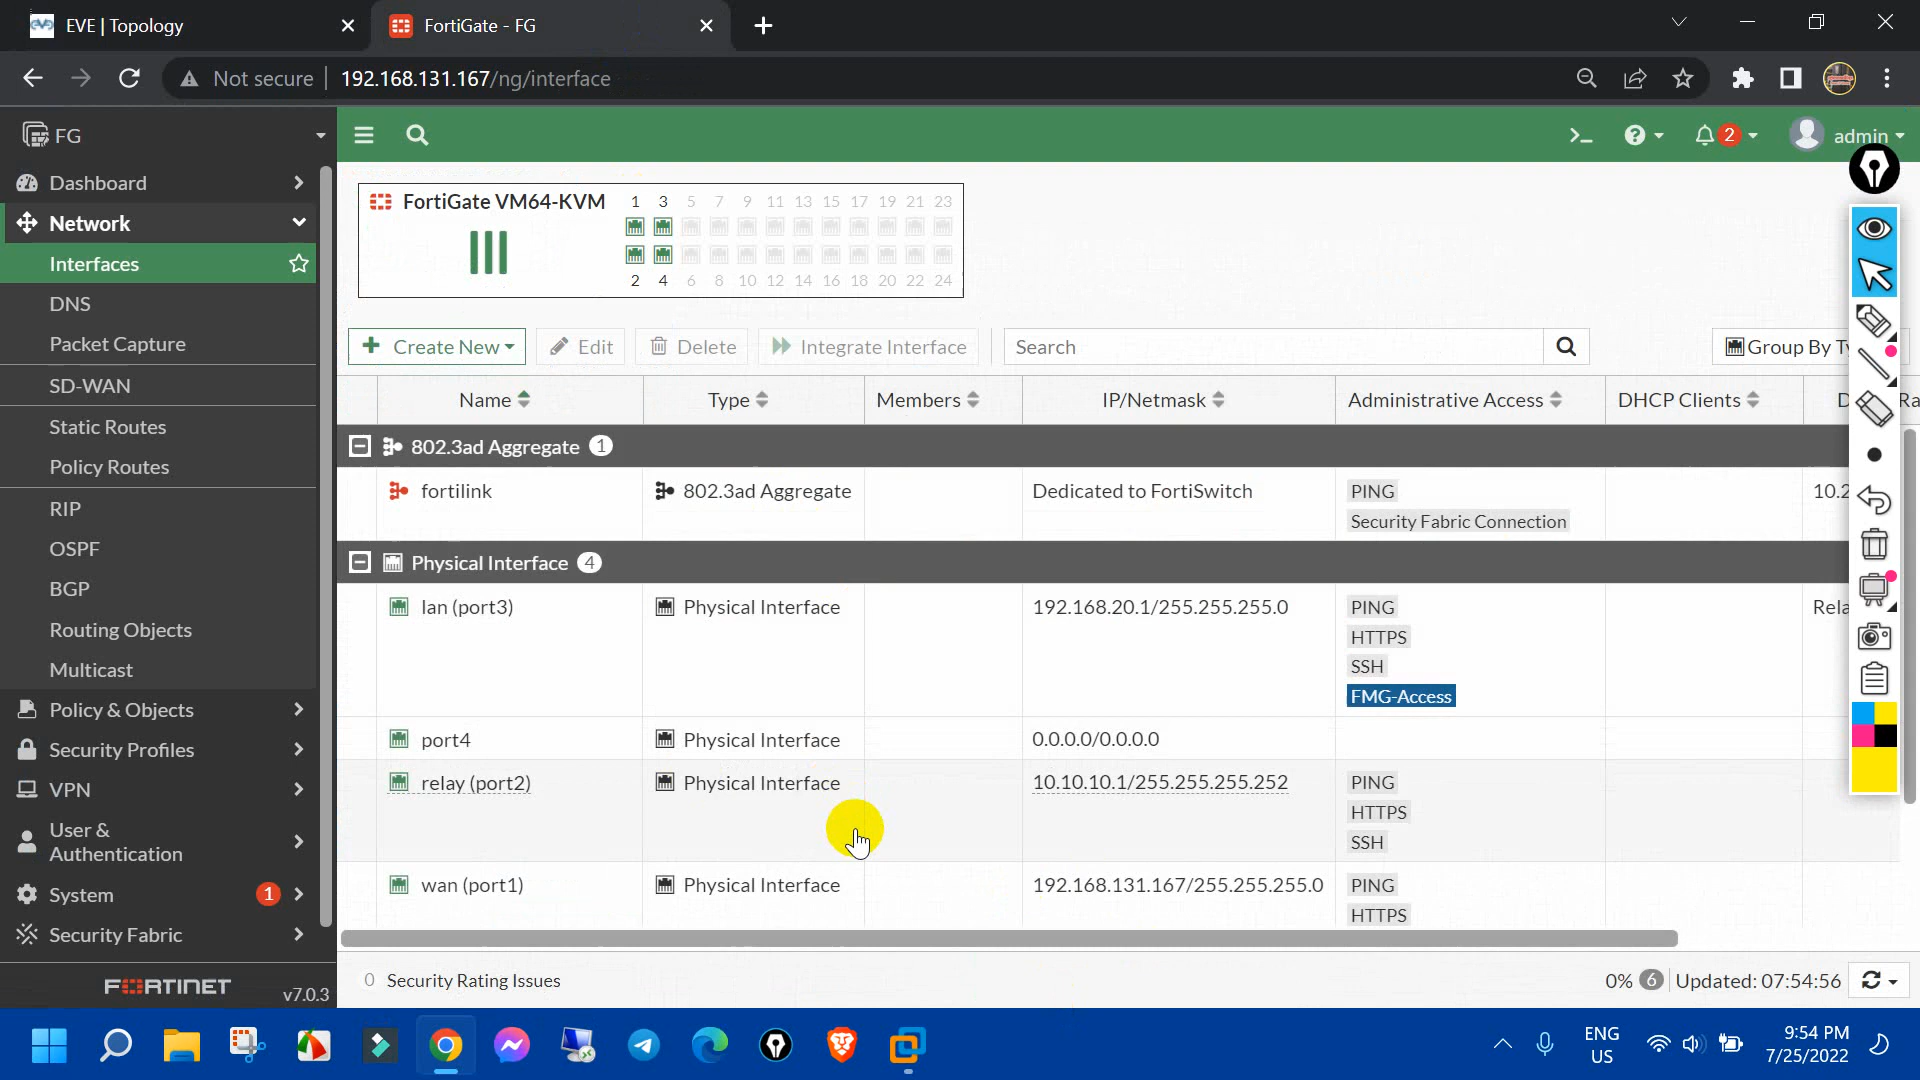 EVE | Topology
FortiGate - FG
Not secure
192.168.131.167/ng/interface
FG
2
admin
Dashboard
Network
Interfaces
DNS
Packet Capture
SD-WAN
Static Routes
Policy Routes
RIP
OSPF
BGP
Routing Objects
Multicast
Policy & Objects
Security Profiles
VPN
User &
Authentication
System 1
Security Fabric
FORTINET v7.0.3
FortiGate VM64-KVM
1 3 5 7 9 11 13 15 17 19 21 23
2 4 6 8 10 12 14 16 18 20 22 24
Create New Edit Delete Integrate Interface Search Group By Ty
Name Type Members IP/Netmask Administrative Access DHCP Clients D Ra
802.3ad Aggregate 1
fortilink 802.3ad Aggregate Dedicated to FortiSwitch PING 10.2
Security Fabric Connection
Physical Interface 4
lan (port3) Physical Interface 192.168.20.1/255.255.255.0 PING Rela
HTTPS
SSH
FMG-Access
port4 Physical Interface 0.0.0.0/0.0.0.0
relay (port2) Physical Interface 10.10.10.1/255.255.255.252 PING
HTTPS
SSH
wan (port1) Physical Interface 192.168.131.167/255.255.255.0 PING
HTTPS
0 Security Rating Issues
0% 6 Updated: 07:54:56
ENG
US
9:54 PM
7/25/2022